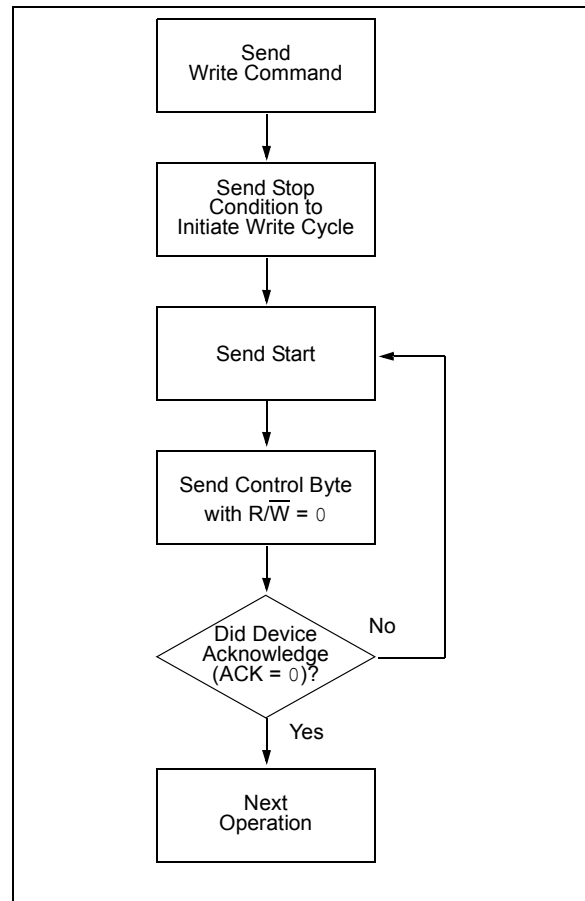 Send
Write Command
Send Stop
Condition to
Initiate Write Cycle
Send Start
Send Control Byte
with R/W̅ = 0
Did Device
Acknowledge
(ACK = 0)?
No
Yes
Next
Operation